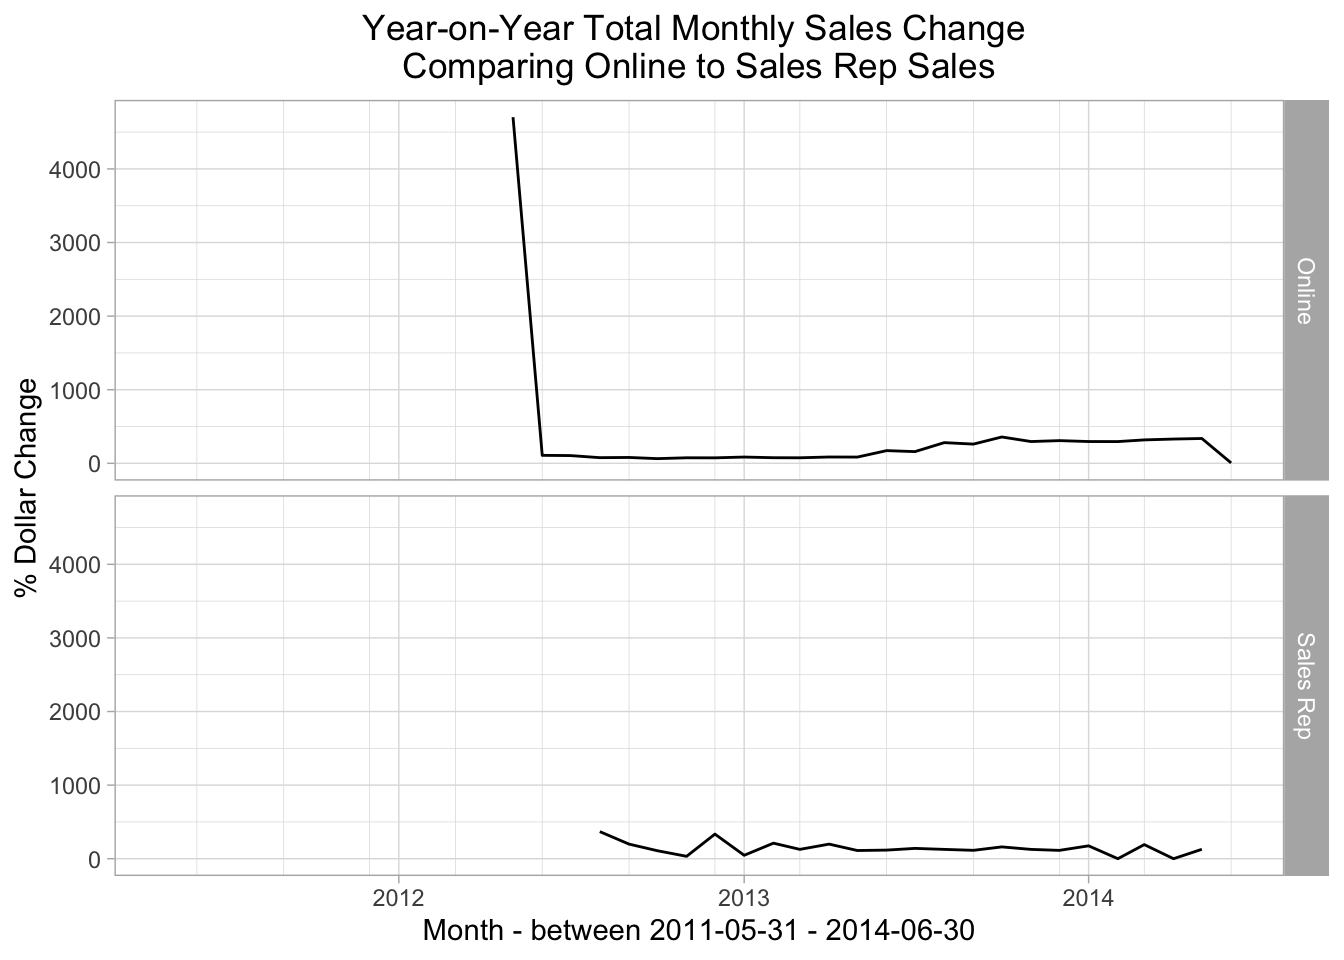 Year-on-Year Total Monthly Sales Change
Comparing Online to Sales Rep Sales
% Dollar Change
4000
3000
2000
1000
0
Online
4000
3000
2000
1000
0
Sales Rep
2012 2013 2014
Month - between 2011-05-31 - 2014-06-30